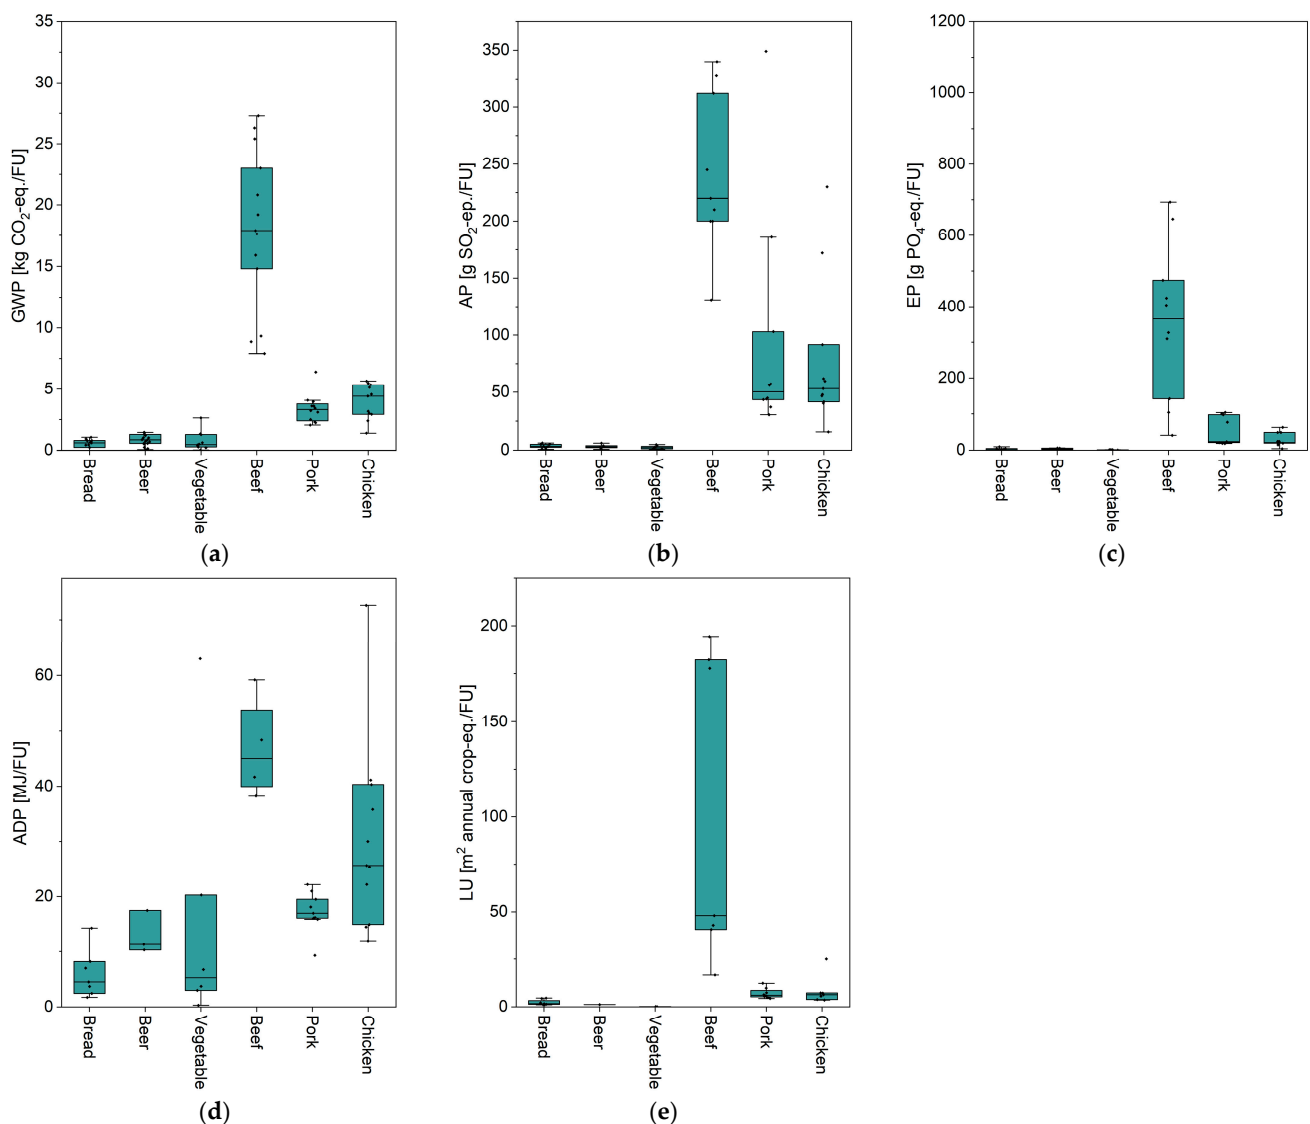 GWP [kg CO₂-eq./FU]
35
30
25
20
15
10
5
0
Bread
Beer
Vegetable
Beef
Pork
Chicken
(a)
AP [g SO₂-ep./FU]
350
300
250
200
150
100
50
0
Bread
Beer
Vegetable
Beef
Pork
Chicken
(b)
EP [g PO₄-eq./FU]
1200
1000
800
600
400
200
0
Bread
Beer
Vegetable
Beef
Pork
Chicken
(c)
ADP [MJ/FU]
60
40
20
0
Bread
Beer
Vegetable
Beef
Pork
Chicken
(d)
LU [m² annual crop-eq./FU]
200
150
100
50
0
Bread
Beer
Vegetable
Beef
Pork
Chicken
(e)